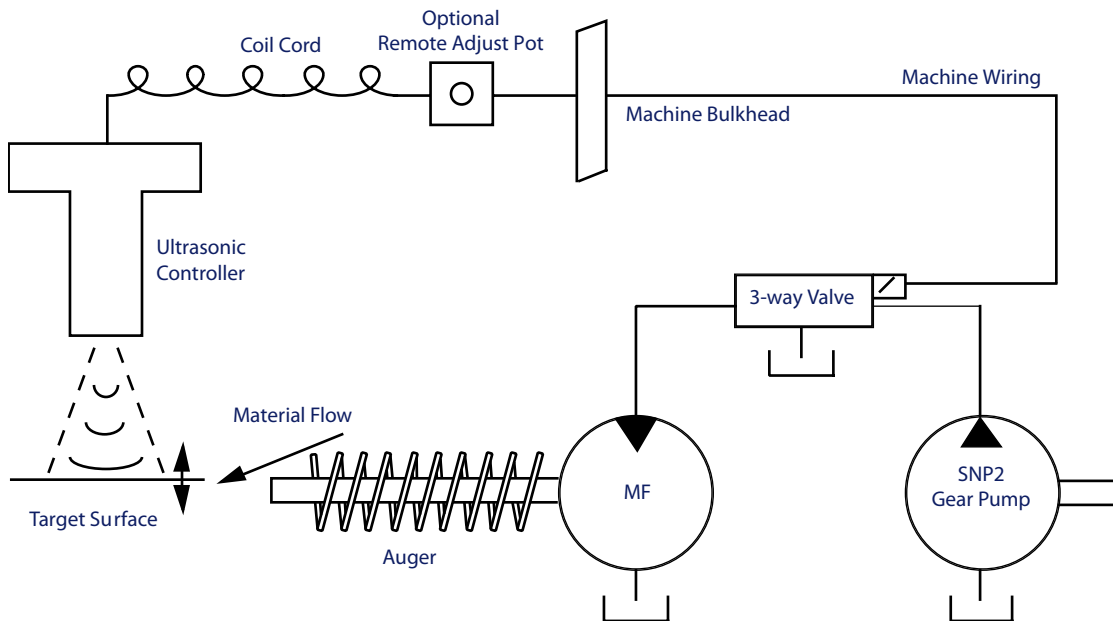 Optional
Remote Adjust Pot
Coil Cord
Machine Wiring
Machine Bulkhead
Ultrasonic
Controller
3-way Valve
Material Flow
MF
SNP2
Gear Pump
Target Surface
Auger